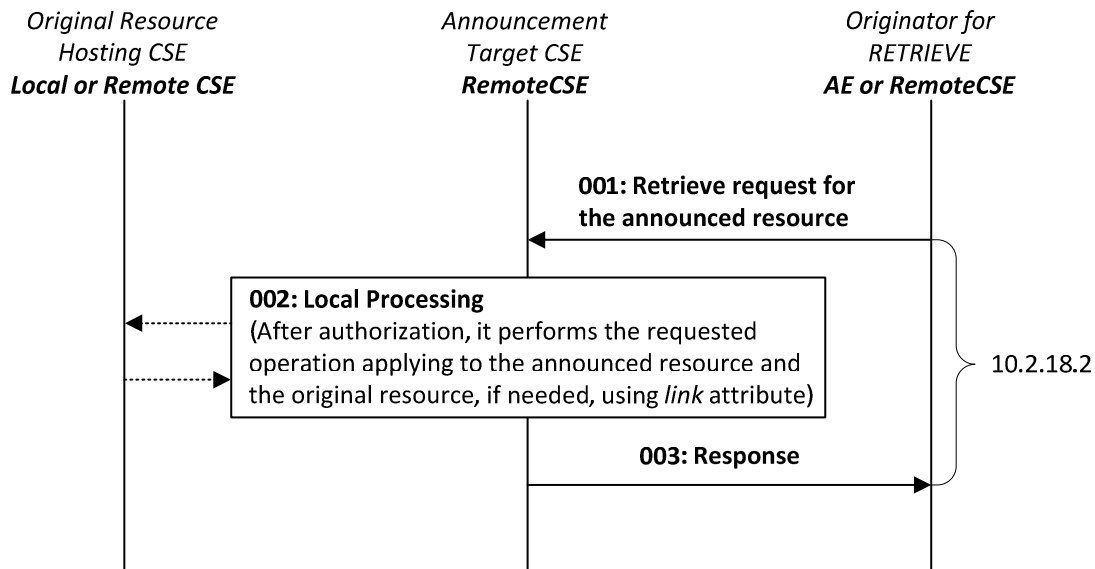 Original Resource
Hosting CSE
Local or Remote CSE
Announcement
Target CSE
RemoteCSE
Originator for
RETRIEVE
AE or RemoteCSE
001: Retrieve request for
the announced resource
002: Local Processing
(After authorization, it performs the requested
operation applying to the announced resource and
the original resource, if needed, using link attribute)
10.2.18.2
003: Response